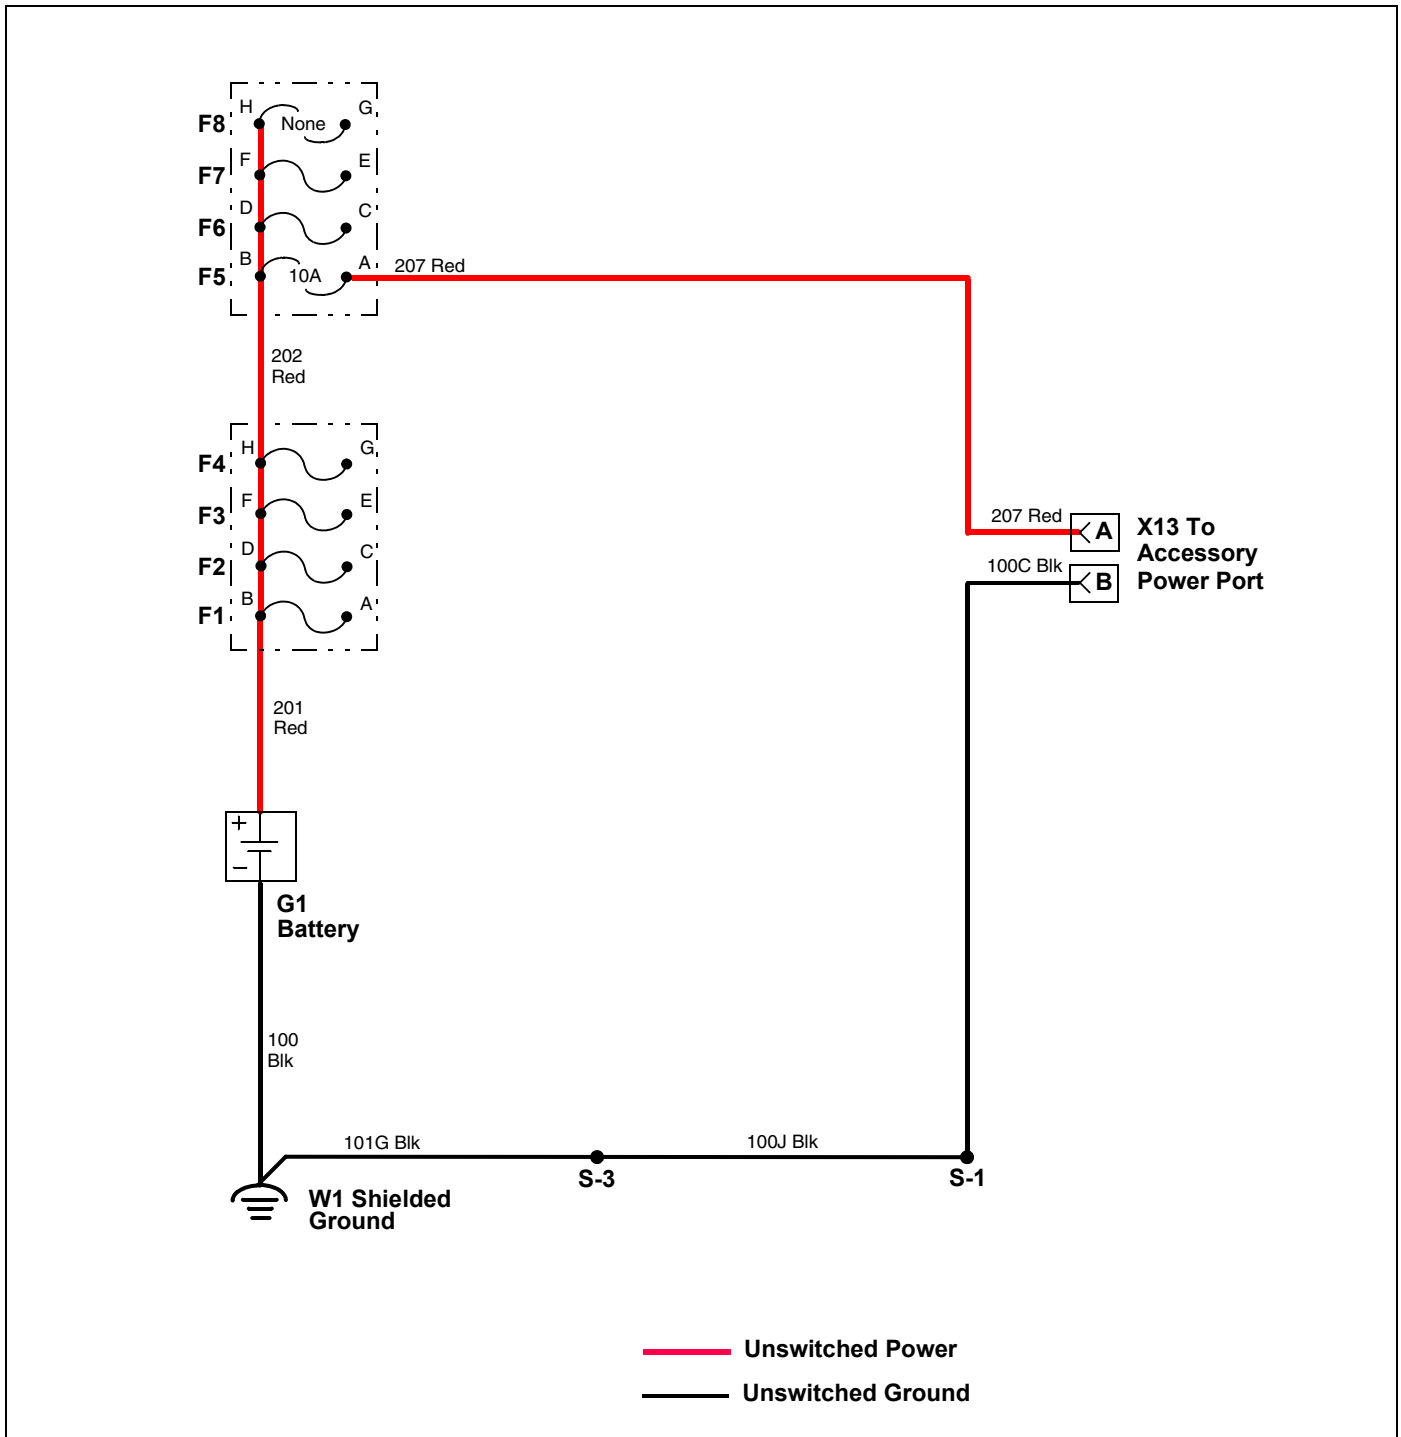 H
G
F8
None
F
E
F7
D
C
F6
B
A
207 Red
F5
10A
202
Red
H
G
F4
F
E
F3
D
C
F2
B
A
F1
207 Red
A
X13 To
Accessory
Power Port
100C Blk
B
201
Red
+
−
G1
Battery
100
Blk
101G Blk
100J Blk
S-3
S-1
W1 Shielded
Ground
Unswitched Power
Unswitched Ground